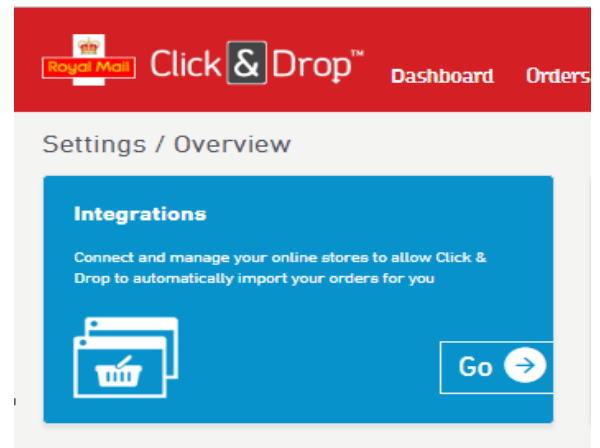 Royal Mail Click & Drop™ Dashboard Orders
Settings / Overview
Integrations
Connect and manage your online stores to allow Click &
Drop to automatically import your orders for you
Go